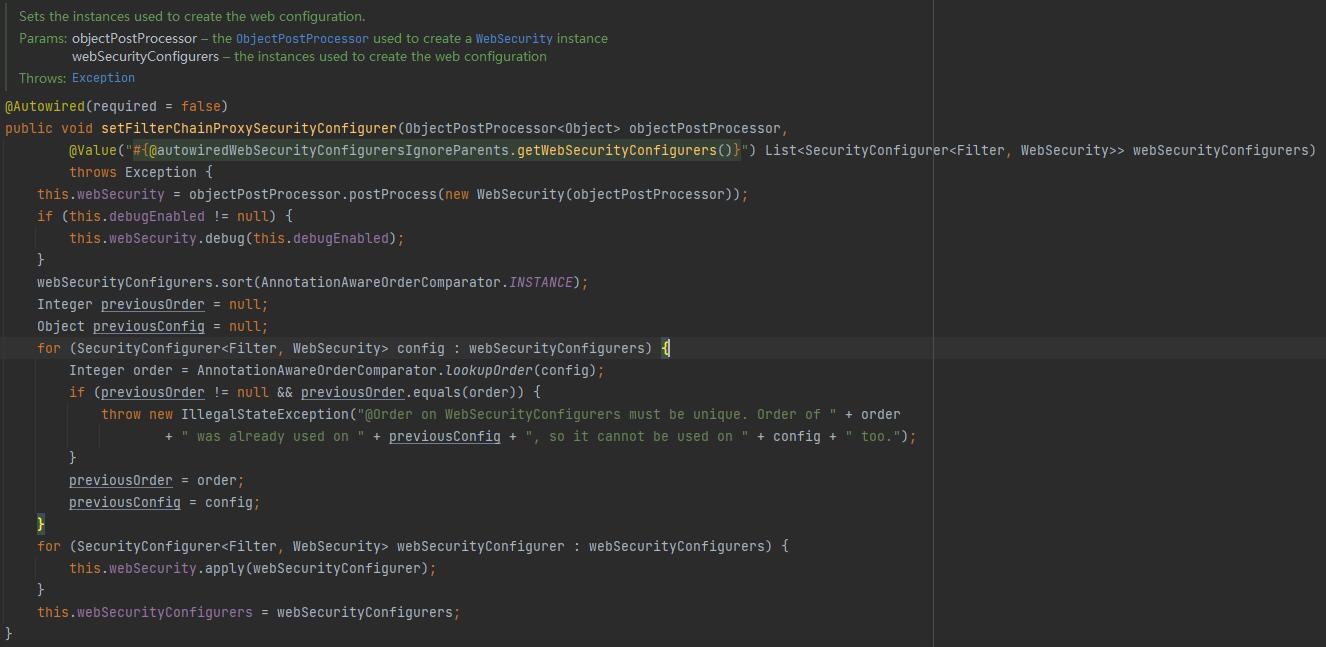 Sets the instances used to create the web configuration.
Params: objectPostProcessor – the ObjectPostProcessor used to create a WebSecurity instance
webSecurityConfigurers – the instances used to create the web configuration
Throws: Exception
@Autowired(required = false)
public void setFilterChainProxySecurityConfigurer(ObjectPostProcessor<Object> objectPostProcessor,
        @Value("#{@autowiredWebSecurityConfigurersIgnoreParents.getWebSecurityConfigurers()}") List<SecurityConfigurer<Filter, WebSecurity>> webSecurityConfigurers)
        throws Exception {
    this.webSecurity = objectPostProcessor.postProcess(new WebSecurity(objectPostProcessor));
    if (this.debugEnabled != null) {
        this.webSecurity.debug(this.debugEnabled);
    }
    webSecurityConfigurers.sort(AnnotationAwareOrderComparator.INSTANCE);
    Integer previousOrder = null;
    Object previousConfig = null;
    for (SecurityConfigurer<Filter, WebSecurity> config : webSecurityConfigurers) {
        Integer order = AnnotationAwareOrderComparator.lookupOrder(config);
        if (previousOrder != null && previousOrder.equals(order)) {
            throw new IllegalStateException("@Order on WebSecurityConfigurers must be unique. Order of " + order
                    + " was already used on " + previousConfig + ", so it cannot be used on " + config + " too.");
        }
        previousOrder = order;
        previousConfig = config;
    }
    for (SecurityConfigurer<Filter, WebSecurity> webSecurityConfigurer : webSecurityConfigurers) {
        this.webSecurity.apply(webSecurityConfigurer);
    }
    this.webSecurityConfigurers = webSecurityConfigurers;
}